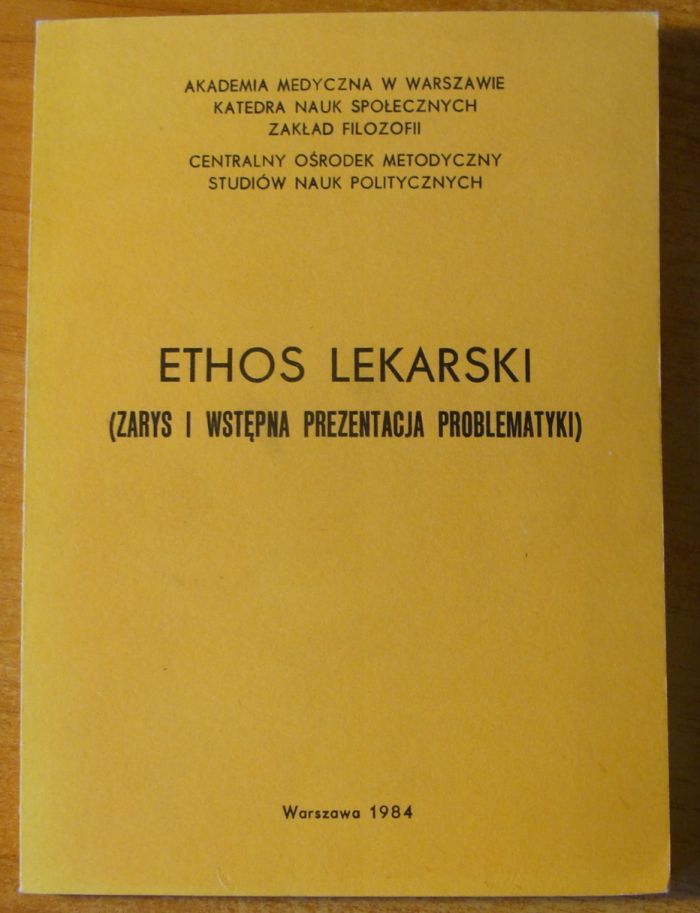 AKADEMIA MEDYCZNA W WARSZAWIE
KATEDRA NAUK SPOŁECZNYCH
ZAKŁAD FILOZOFII
CENTRALNY OŚRODEK METODYCZNY
STUDIÓW NAUK POLITYCZNYCH
ETHOS LEKARSKI
(ZARYS I WSTĘPNA PREZENTACJA PROBLEMATYKI)
Warszawa 1984